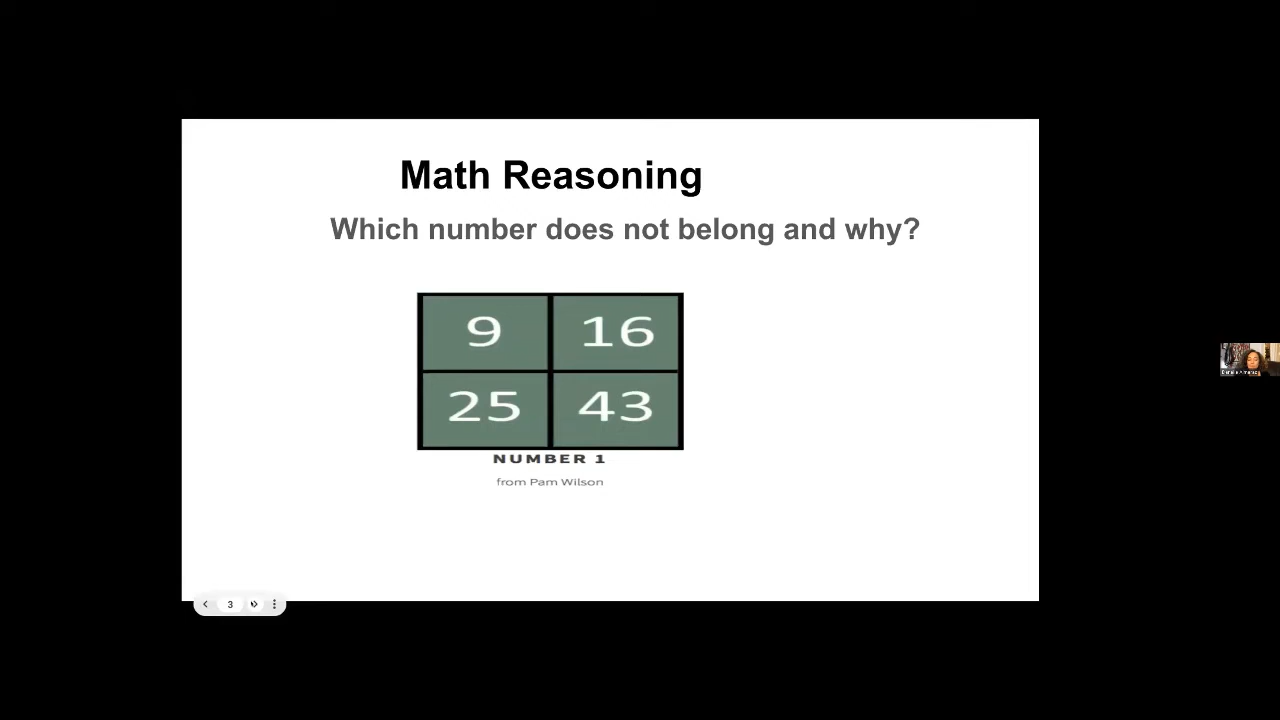 Math Reasoning
Which number does not belong and why?
9 16
25 43
NUMBER 1
from Pam Wilson
3